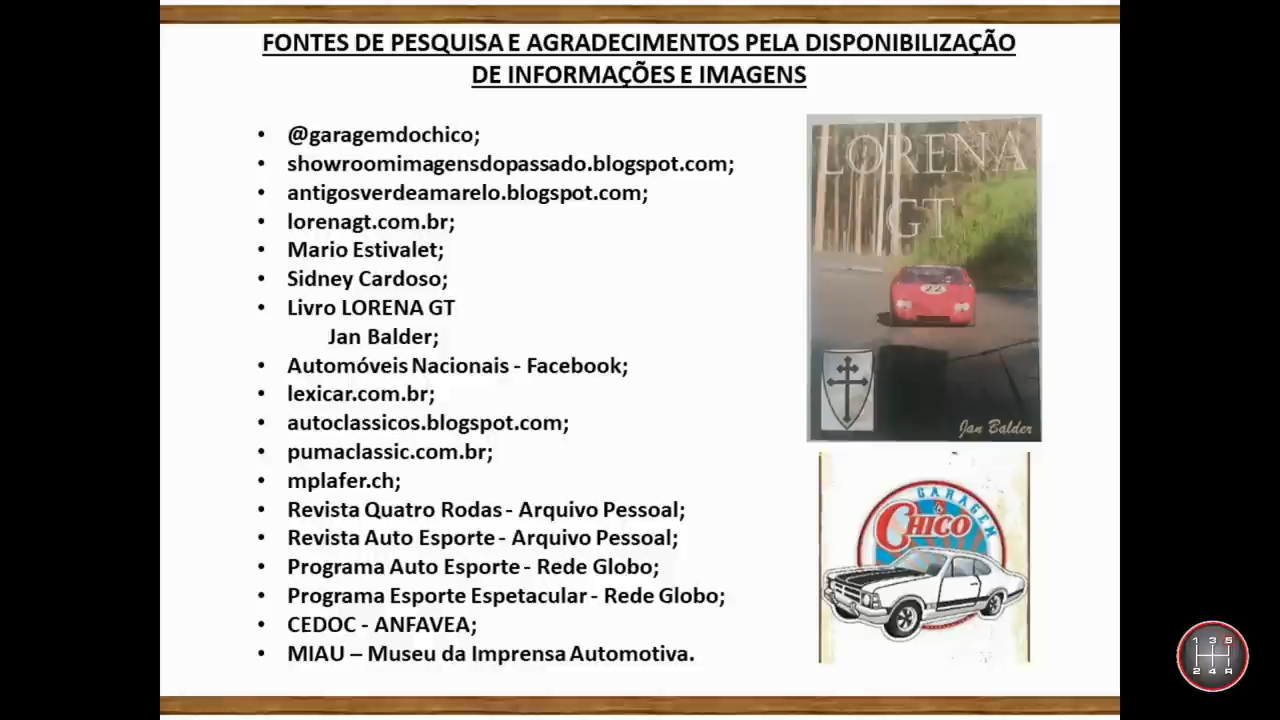 FONTES DE PESQUISA E AGRADECIMENTOS PELA DISPONIBILIZAÇÃO
DE INFORMAÇÕES E IMAGENS
• @garagemdochico;
• showroomimagensdopassado.blogspot.com;
• antigosverdeamarelo.blogspot.com;
• lorenagt.com.br;
• Mario Estivalet;
• Sidney Cardoso;
• Livro LORENA GT
Jan Balder;
• Automóveis Nacionais - Facebook;
• lexicar.com.br;
• autoclassicos.blogspot.com;
• pumaclassic.com.br;
• mplafer.ch;
• Revista Quatro Rodas - Arquivo Pessoal;
• Revista Auto Esporte - Arquivo Pessoal;
• Programa Auto Esporte - Rede Globo;
• Programa Esporte Espetacular - Rede Globo;
• CEDOC - ANFAVEA;
• MIAU – Museu da Imprensa Automotiva.
LORENA
GT
22
Jan Balder
GARAGEM
do
CHICO
1 3 5
2 4 R